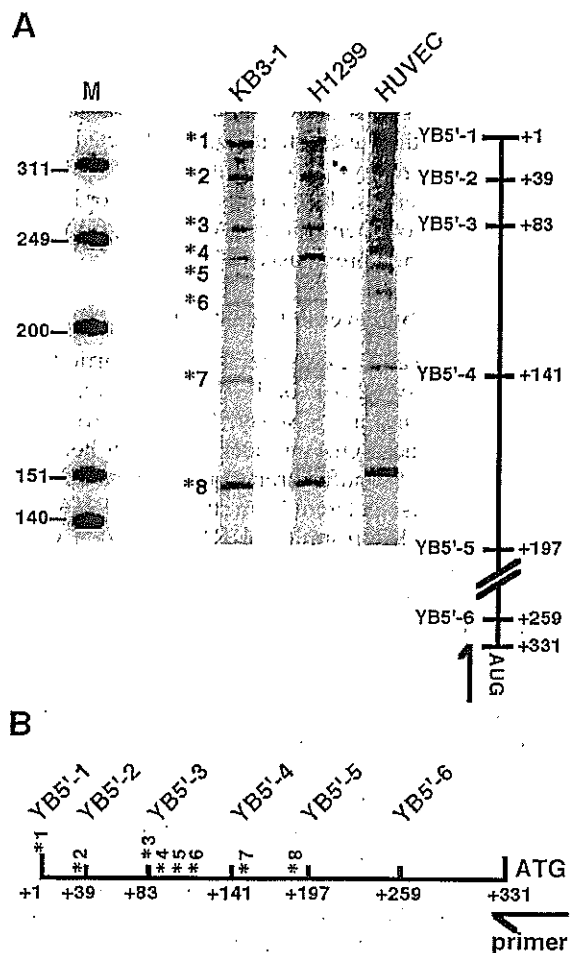 A
M
KB3-1
H1299
HUVEC
311
249
200
151
140
*1
*2
*3
*4
*5
*6
*7
*8
YB5'-1 +1
YB5'-2 +39
YB5'-3 +83
YB5'-4 +141
YB5'-5 +197
YB5'-6 +259
+331
AUG
B
YB5'-1 YB5'-2 YB5'-3 YB5'-4 YB5'-5 YB5'-6
*1 *2 *3 *4 *5 *6 *7 *8 ATG
+1 +39 +83 +141 +197 +259 +331
primer